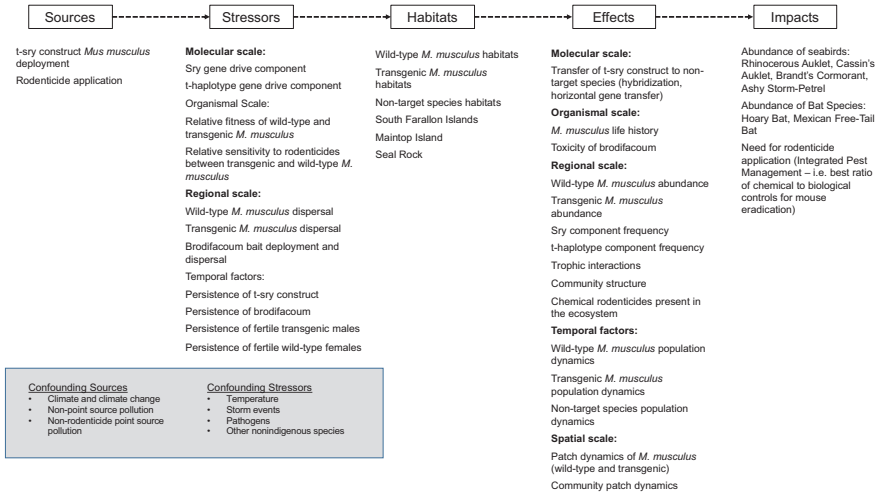 Sources
Stressors
Habitats
Effects
Impacts
t-sry construct Mus musculus
deployment
Rodenticide application
Molecular scale:
Sry gene drive component
t-haplotype gene drive component
Organismal Scale:
Relative fitness of wild-type and
transgenic M. musculus
Relative sensitivity to rodenticides
between transgenic and wild-type M.
musculus
Regional scale:
Wild-type M. musculus dispersal
Transgenic M. musculus dispersal
Brodifacoum bait deployment and
dispersal
Temporal factors:
Persistence of t-sry construct
Persistence of brodifacoum
Persistence of fertile transgenic males
Persistence of fertile wild-type females
Wild-type M. musculus habitats
Transgenic M. musculus
habitats
Non-target species habitats
South Farallon Islands
Maintop Island
Seal Rock
Molecular scale:
Transfer of t-sry construct to non-
target species (hybridization,
horizontal gene transfer)
Organismal scale:
M. musculus life history
Toxicity of brodifacoum
Regional scale:
Wild-type M. musculus abundance
Transgenic M. musculus
abundance
Sry component frequency
t-haplotype component frequency
Trophic interactions
Community structure
Chemical rodenticides present in
the ecosystem
Temporal factors:
Wild-type M. musculus population
dynamics
Transgenic M. musculus
population dynamics
Non-target species population
dynamics
Spatial scale:
Patch dynamics of M. musculus
(wild-type and transgenic)
Community patch dynamics
Abundance of seabirds:
Rhinocerous Auklet, Cassin's
Auklet, Brandt's Cormorant,
Ashy Storm-Petrel
Abundance of Bat Species:
Hoary Bat, Mexican Free-Tail
Bat
Need for rodenticide
application (Integrated Pest
Management – i.e. best ratio
of chemical to biological
controls for mouse
eradication)
Confounding Sources
• Climate and climate change
• Non-point source pollution
• Non-rodenticide point source
pollution
Confounding Stressors
• Temperature
• Storm events
• Pathogens
• Other nonindigenous species